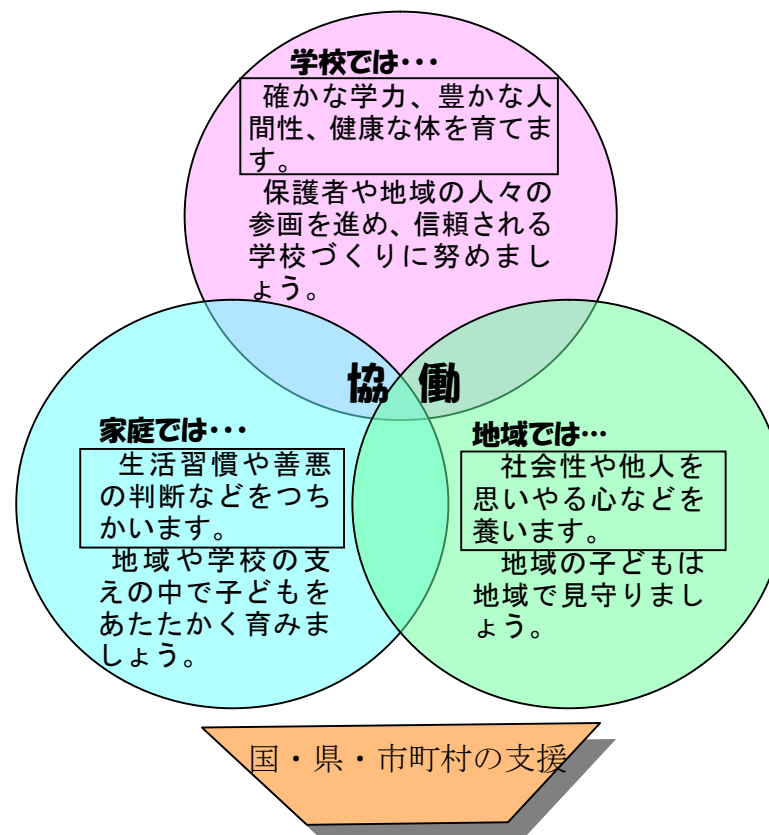 学校では･･･
確かな学力、豊かな人
間性、健康な体を育てま
す。
保護者や地域の人々の
参画を進め、信頼される
学校づくりに努めまし
ょう。
協 働
家庭では･･･
生活習慣や善悪
の判断などをつち
かいます。
地域や学校の支
えの中で子どもを
あたたかく育みま
しょう。
地域では…
社会性や他人を
思いやる心などを
養います。
地域の子どもは
地域で見守りまし
ょう。
国・県・市町村の支援